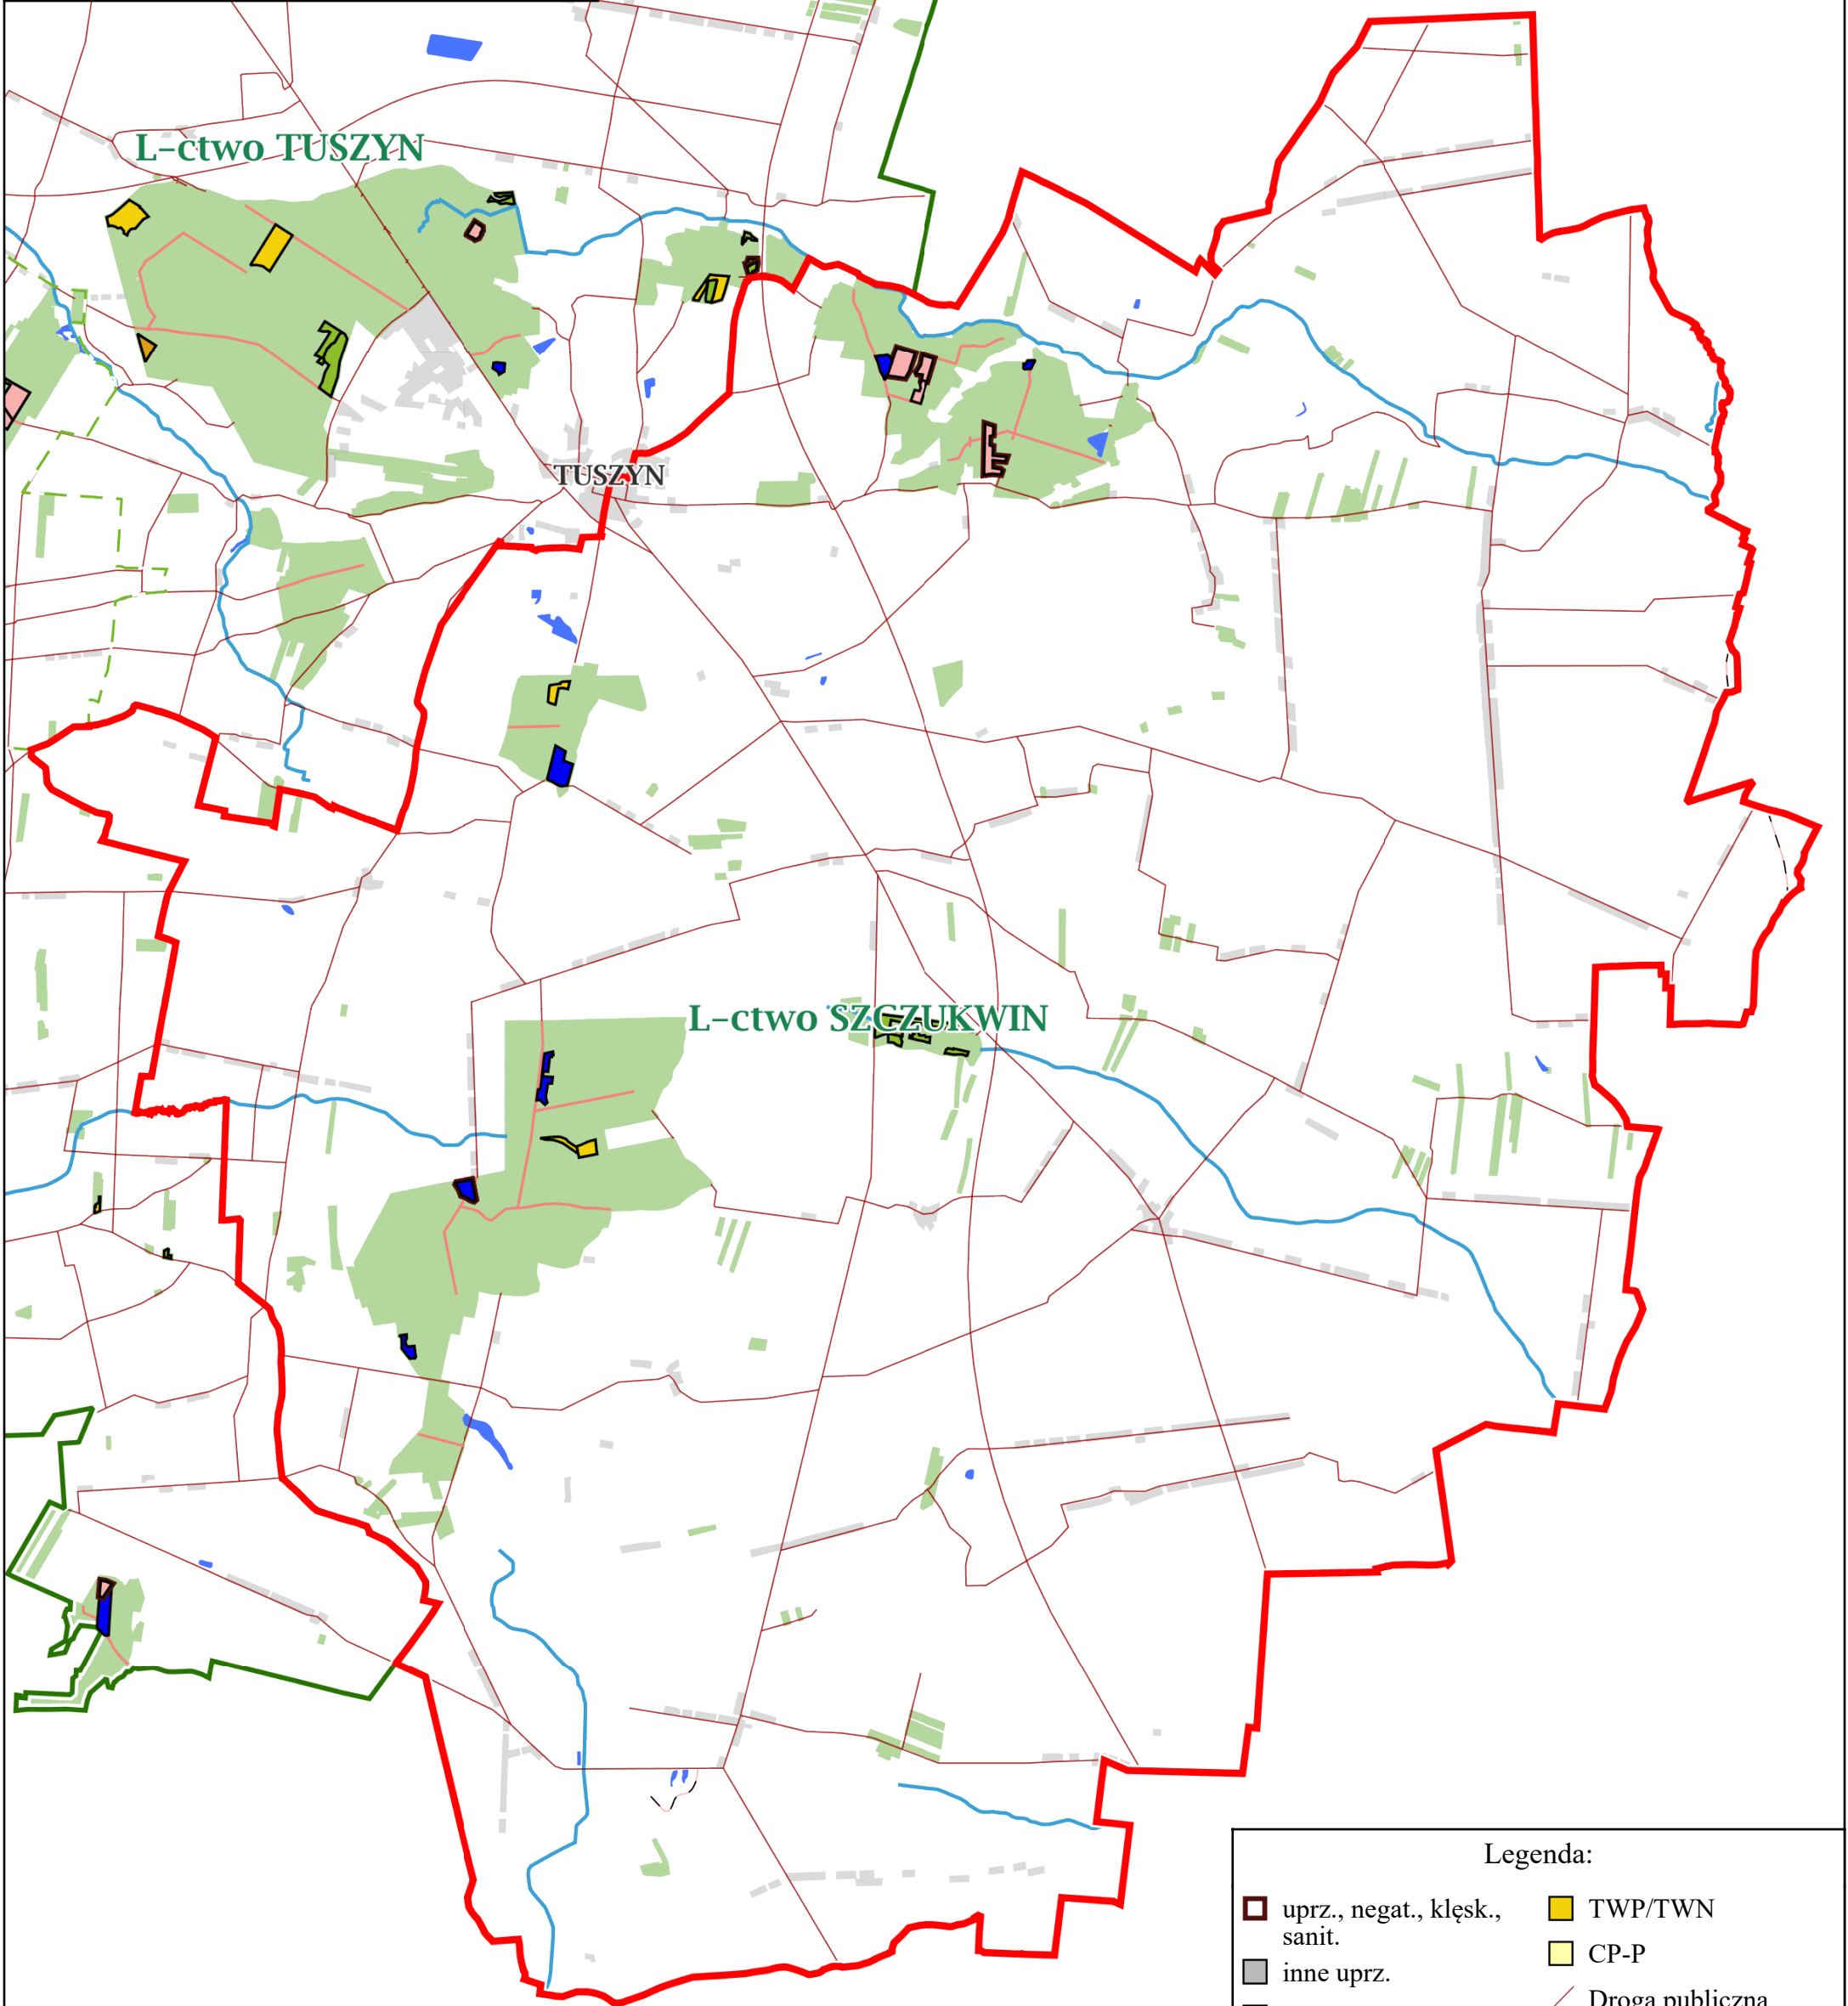 L-ctwo TUSZYN
TUSZYN
L-ctwo SZCZUKWIN
Legenda:
uprz., negat., klęsk.,
sanit.
inne uprz.
TWP/TWN
CP-P
Droga publiczna